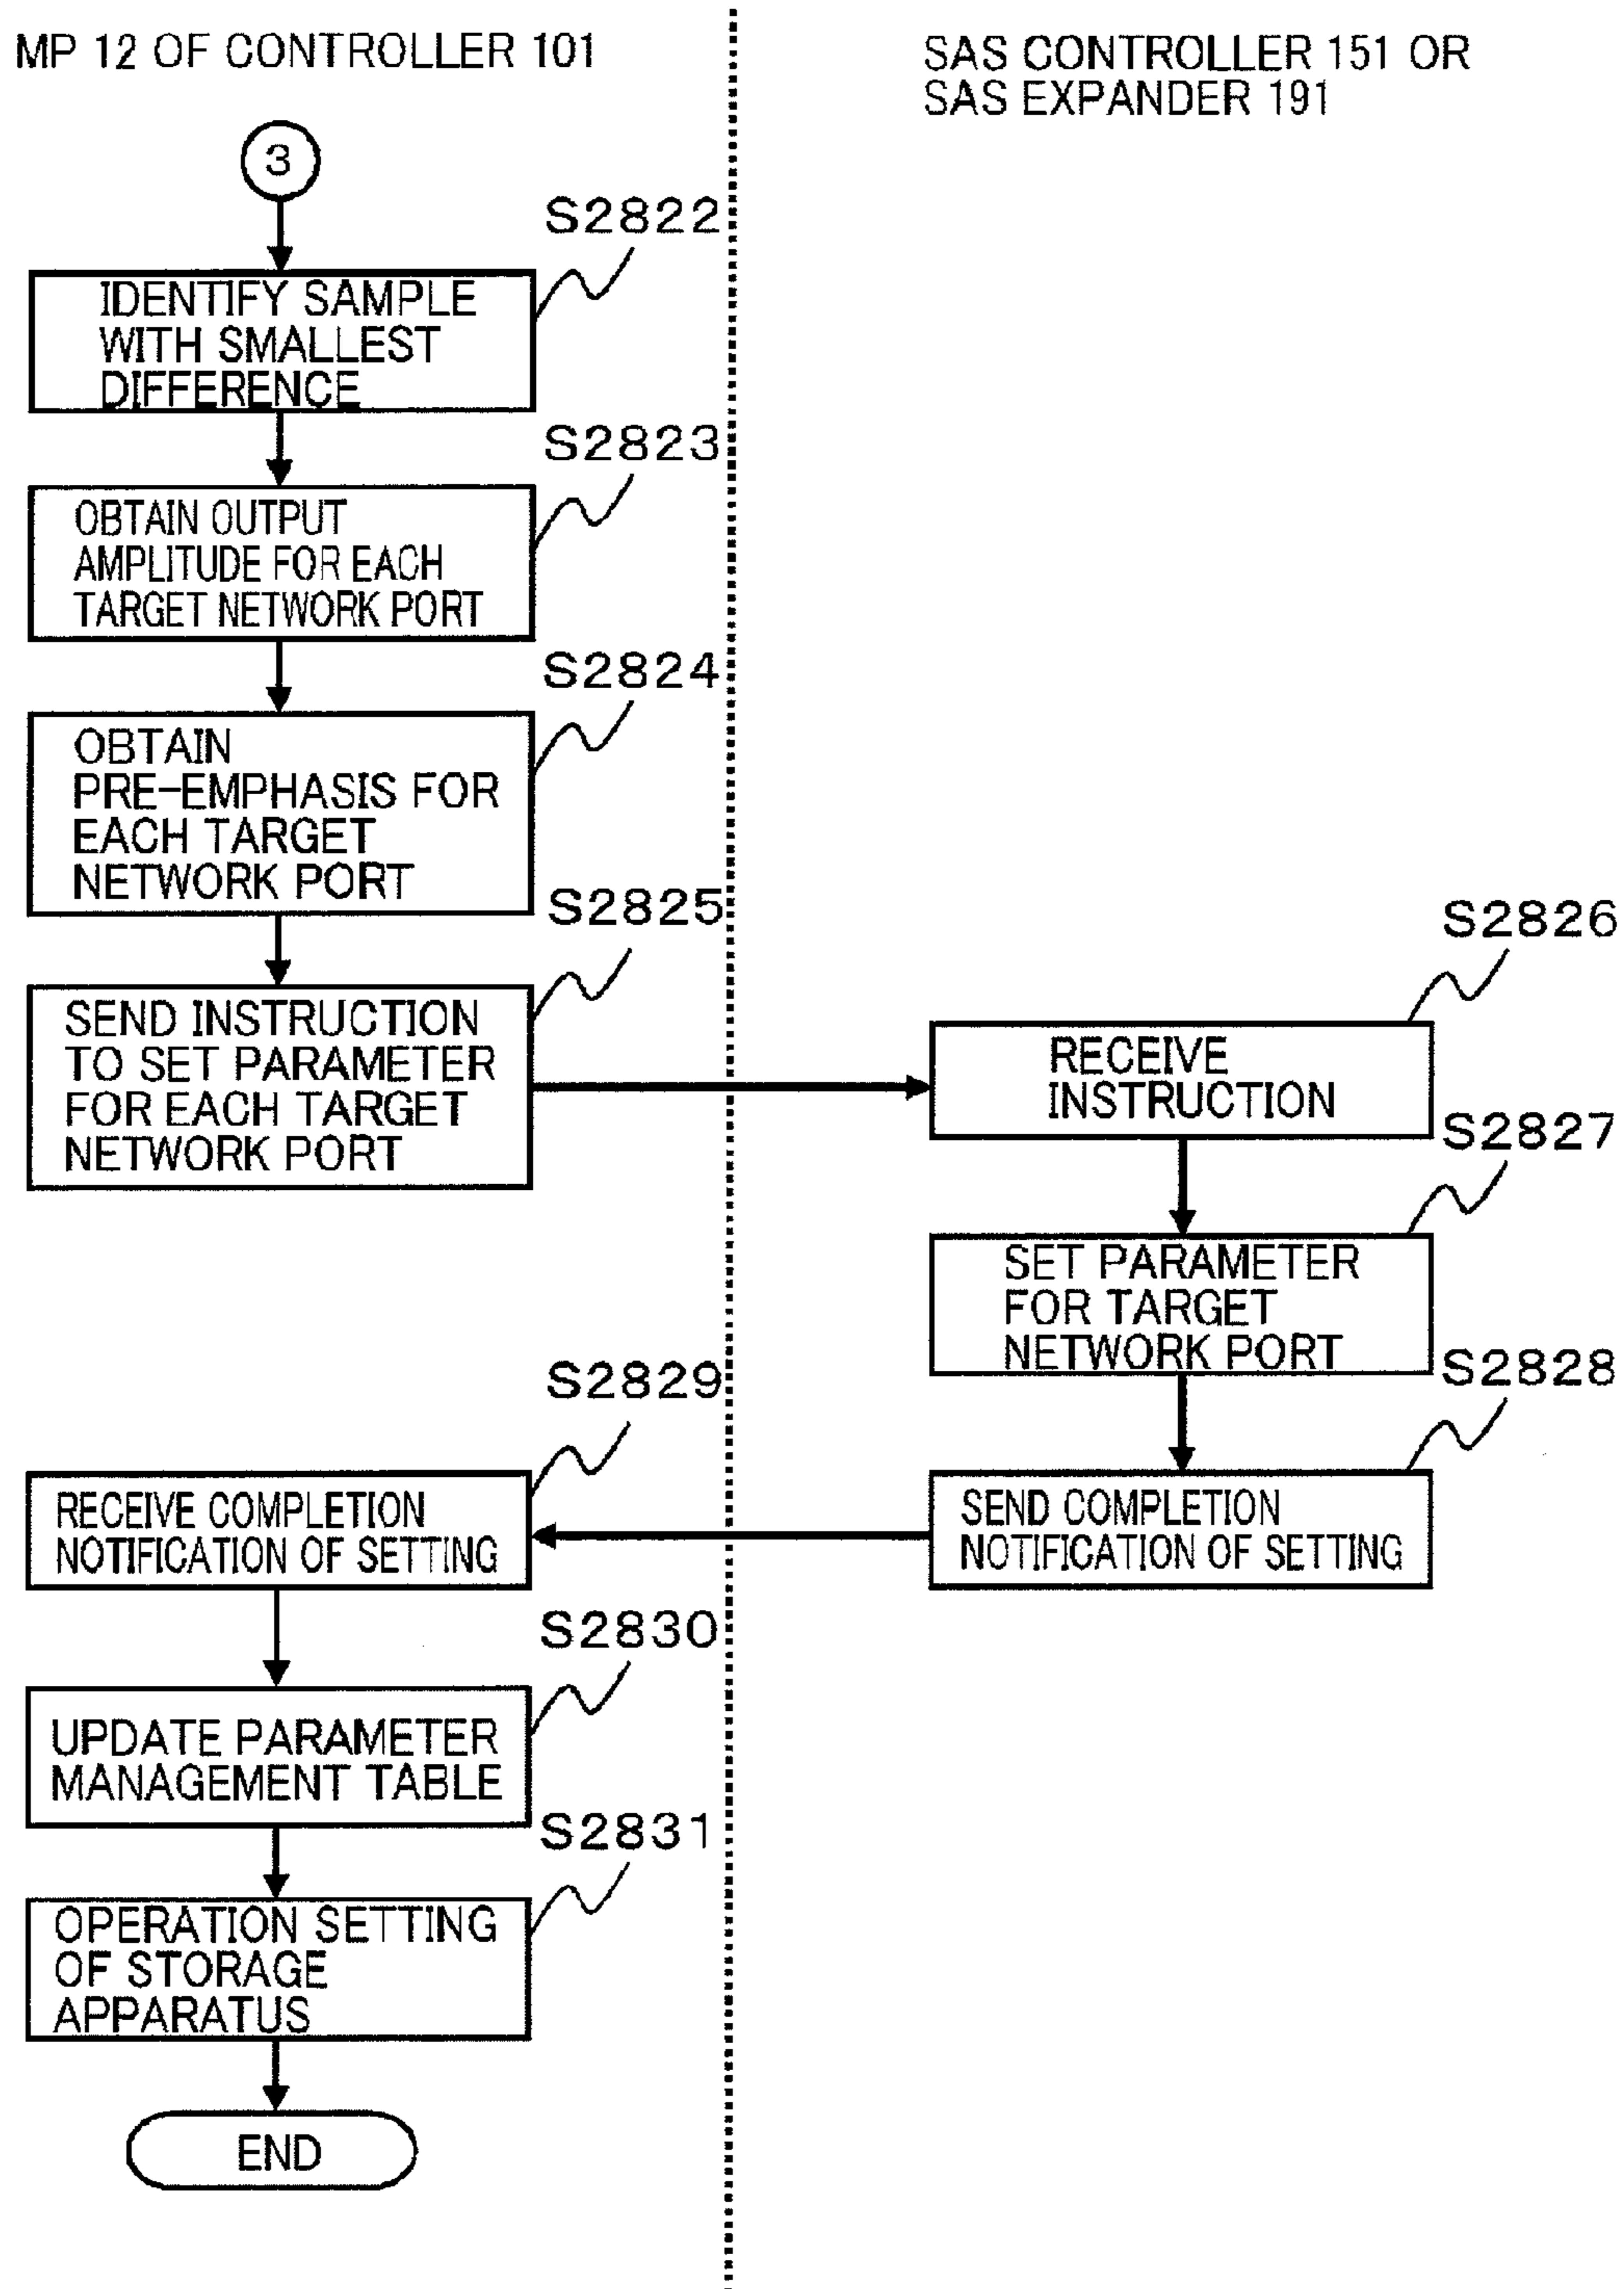 MP 12 OF CONTROLLER 101
SAS CONTROLLER 151 OR
SAS EXPANDER 191
3
S2822
IDENTIFY SAMPLE
WITH SMALLEST
DIFFERENCE
S2823
OBTAIN OUTPUT
AMPLITUDE FOR EACH
TARGET NETWORK PORT
S2824
OBTAIN
PRE-EMPHASIS FOR
EACH TARGET
NETWORK PORT
S2825
SEND INSTRUCTION
TO SET PARAMETER
FOR EACH TARGET
NETWORK PORT
S2826
RECEIVE
INSTRUCTION
S2827
SET PARAMETER
FOR TARGET
NETWORK PORT
S2828
SEND COMPLETION
NOTIFICATION OF SETTING
S2829
RECEIVE COMPLETION
NOTIFICATION OF SETTING
S2830
UPDATE PARAMETER
MANAGEMENT TABLE
S2831
OPERATION SETTING
OF STORAGE
APPARATUS
END